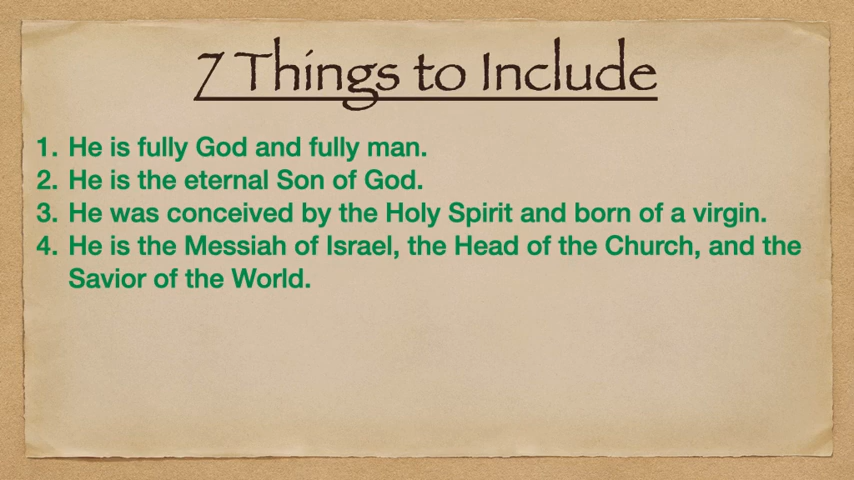 7 Things to Include
1. He is fully God and fully man.
2. He is the eternal Son of God.
3. He was conceived by the Holy Spirit and born of a virgin.
4. He is the Messiah of Israel, the Head of the Church, and the
Savior of the World.